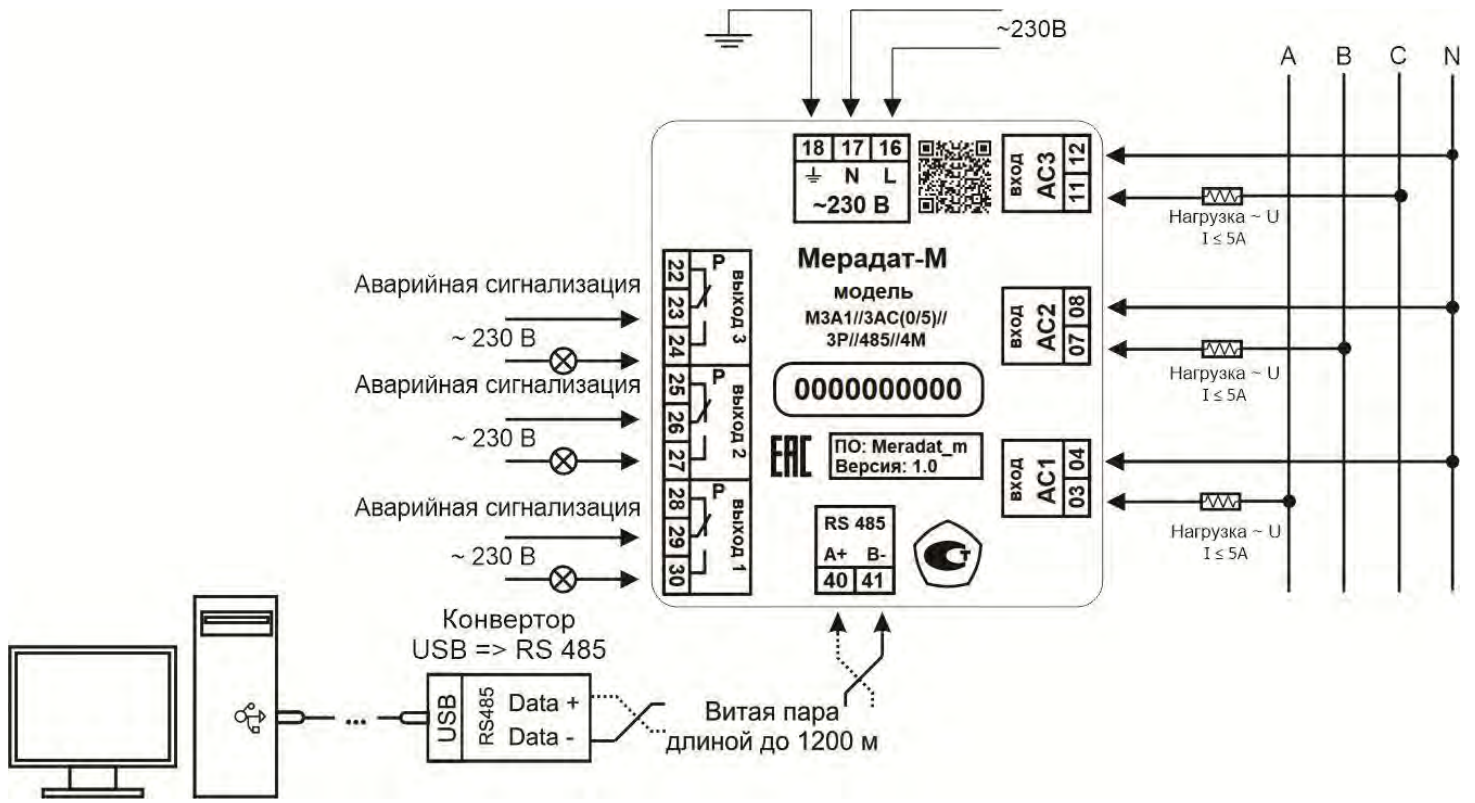 ~230В
A B C N
18 17 16
N L
~230 В
вход
АС3
11 12
Нагрузка ~ U
I ≤ 5A
Мерадат-М
модель
М3А1//3АС(0/5)//
3Р//485//4М
0000000000
22 23 24
Р
выход 3
Аварийная сигнализация
~ 230 В
25 26 27
Р
выход 2
Аварийная сигнализация
~ 230 В
28 29 30
Р
выход 1
Аварийная сигнализация
~ 230 В
вход
АС2
07 08
Нагрузка ~ U
I ≤ 5A
EAC
ПО: Meradat_m
Версия: 1.0
вход
АС1
03 04
Нагрузка ~ U
I ≤ 5A
RS 485
A+ B-
40 41
Конвертор
USB => RS 485
USB
RS485
Data +
Data -
...
Витая пара
длиной до 1200 м